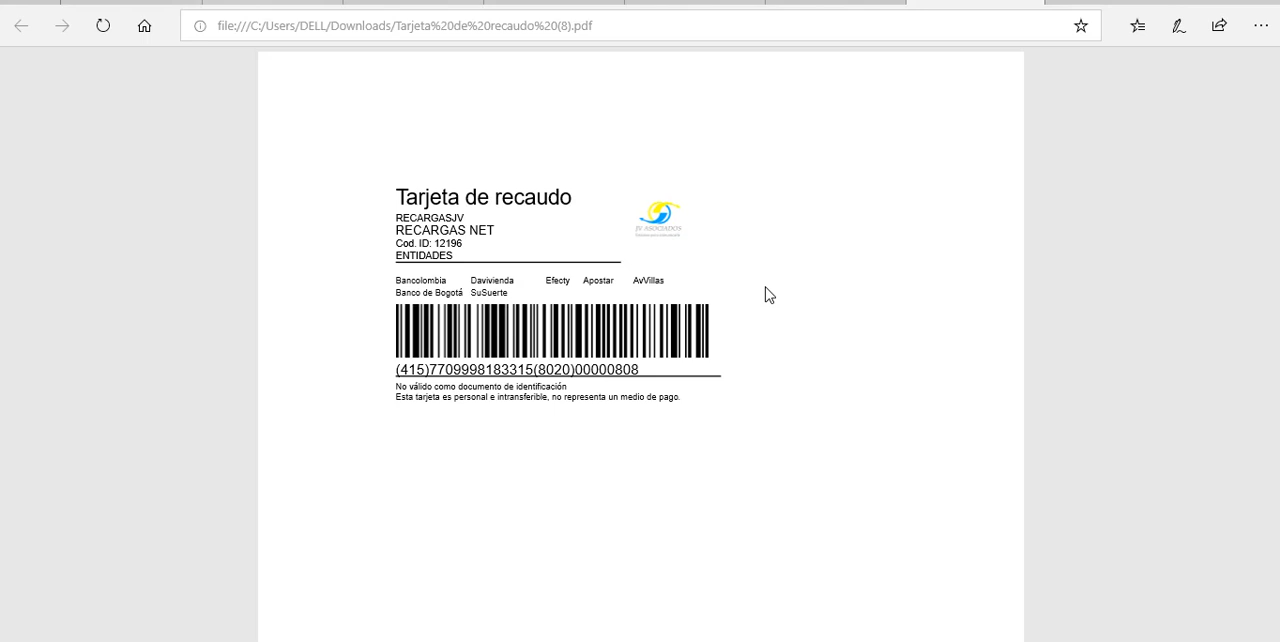 file:///C:/Users/DELL/Downloads/Tarjeta%20de%20recaudo%20(8).pdf
Tarjeta de recaudo
RECARGASJV
RECARGAS NET
Cod. ID: 12196
ENTIDADES
JV ASOCIADOS
Bancolombia Davivienda Efecty Apostar AvVillas
Banco de Bogotá SuSuerte
(415)7709998183315(8020)00000808
No válido como documento de identificación
Esta tarjeta es personal e intransferible, no representa un medio de pago.